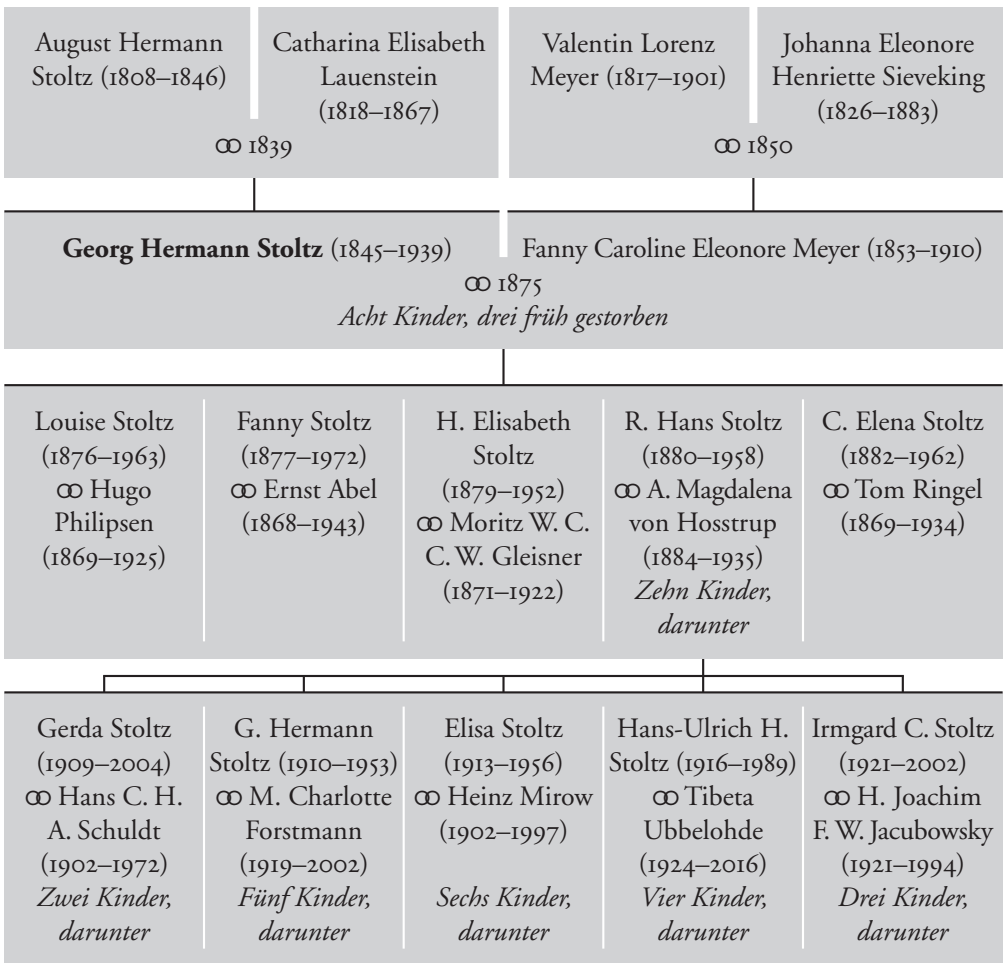 August Hermann
Stoltz (1808–1846)
Catharina Elisabeth
Lauenstein
(1818–1867)
ꝏ 1839
Valentin Lorenz
Meyer (1817–1901)
Johanna Eleonore
Henriette Sieveking
(1826–1883)
ꝏ 1850
Georg Hermann Stoltz (1845–1939)
Fanny Caroline Eleonore Meyer (1853–1910)
ꝏ 1875
Acht Kinder, drei früh gestorben
Louise Stoltz
(1876–1963)
ꝏ Hugo
Philipsen
(1869–1925)
Fanny Stoltz
(1877–1972)
ꝏ Ernst Abel
(1868–1943)
H. Elisabeth
Stoltz
(1879–1952)
ꝏ Moritz W. C.
C. W. Gleisner
(1871–1922)
R. Hans Stoltz
(1880–1958)
ꝏ A. Magdalena
von Hosstrup
(1884–1935)
Zehn Kinder,
darunter
C. Elena Stoltz
(1882–1962)
ꝏ Tom Ringel
(1869–1934)
Gerda Stoltz
(1909–2004)
ꝏ Hans C. H.
A. Schuldt
(1902–1972)
Zwei Kinder,
darunter
G. Hermann
Stoltz (1910–1953)
ꝏ M. Charlotte
Forstmann
(1919–2002)
Fünf Kinder,
darunter
Elisa Stoltz
(1913–1956)
ꝏ Heinz Mirow
(1902–1997)
Sechs Kinder,
darunter
Hans-Ulrich H.
Stoltz (1916–1989)
ꝏ Tibeta
Ubbelohde
(1924–2016)
Vier Kinder,
darunter
Irmgard C. Stoltz
(1921–2002)
ꝏ H. Joachim
F. W. Jacubowsky
(1921–1994)
Drei Kinder,
darunter